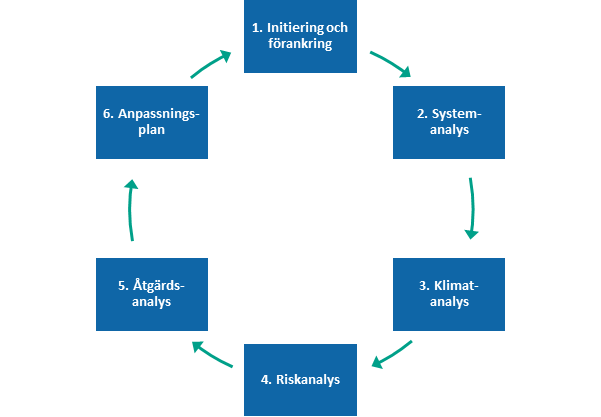 1. Initiering och
förankring
2. System-
analys
3. Klimat-
analys
4. Riskanalys
5. Åtgärds-
analys
6. Anpassnings-
plan